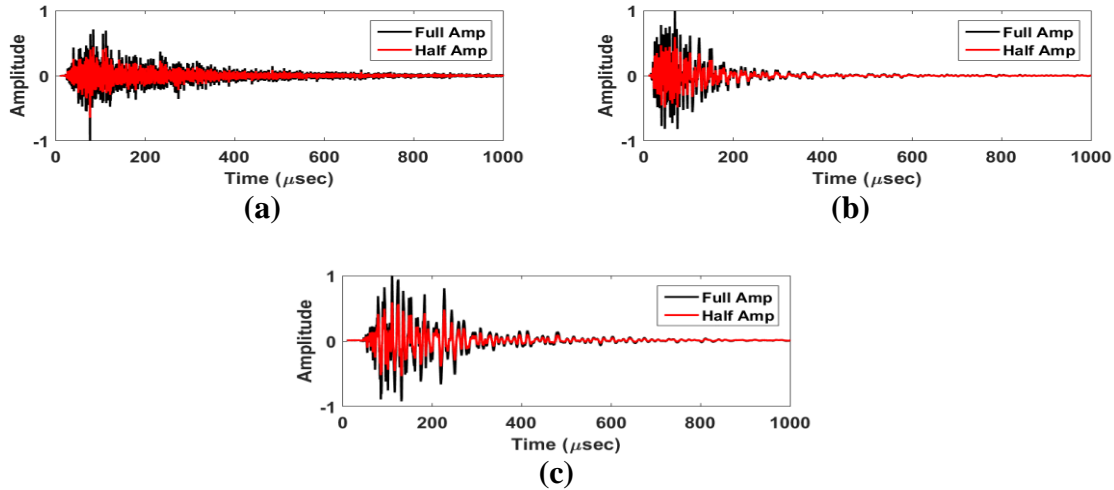 1
0
-1
Amplitude
Full Amp
Half Amp
0 200 400 600 800 1000
Time (μsec)
(a)
1
0
-1
Amplitude
Full Amp
Half Amp
0 200 400 600 800 1000
Time (μsec)
(b)
1
0
-1
Amplitude
Full Amp
Half Amp
0 200 400 600 800 1000
Time (μsec)
(c)